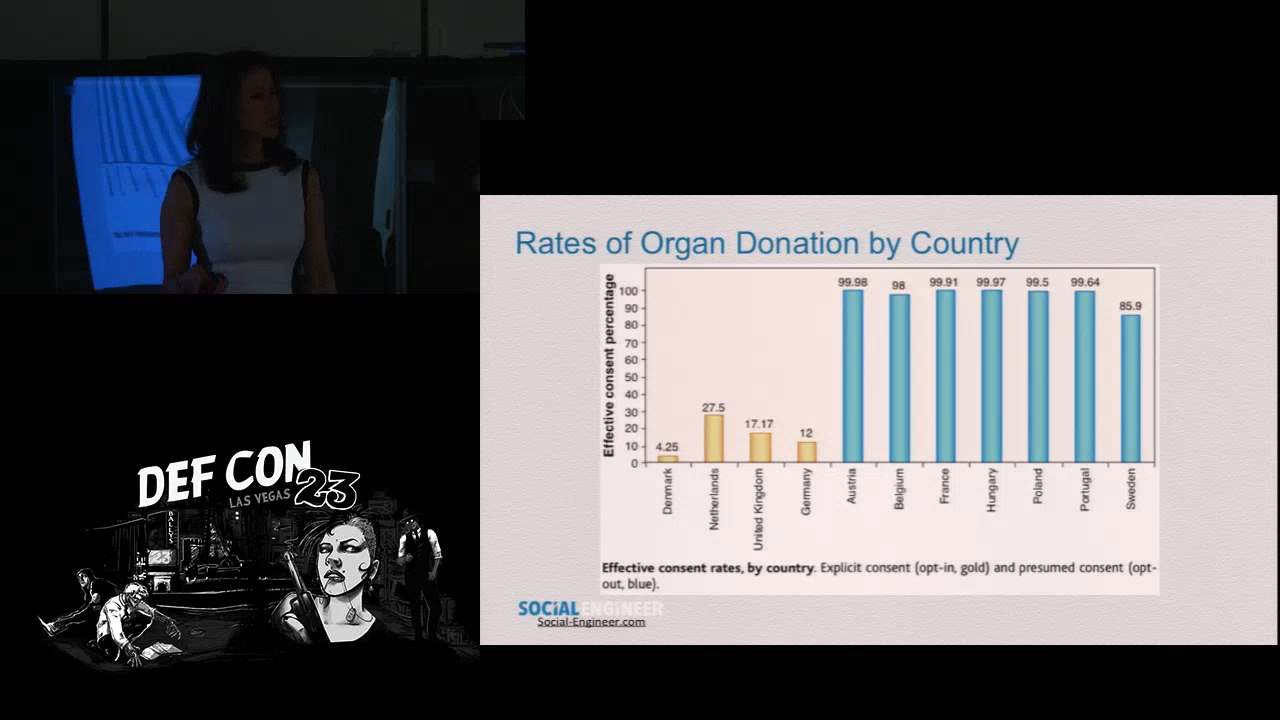 Rates of Organ Donation by Country
Effective consent percentage
100
90
80
70
60
50
40
30
20
10
0
4.25
27.5
17.17
12
99.98
98
99.91
99.97
99.5
99.64
85.9
Denmark
Netherlands
United Kingdom
Germany
Austria
Belgium
France
Hungary
Poland
Portugal
Sweden
Effective consent rates, by country. Explicit consent (opt-in, gold) and presumed consent (opt-
out, blue).
SOCIAL ENGINEER
Social-Engineer.com
DEF CON
LAS VEGAS 23
BALLYS
23